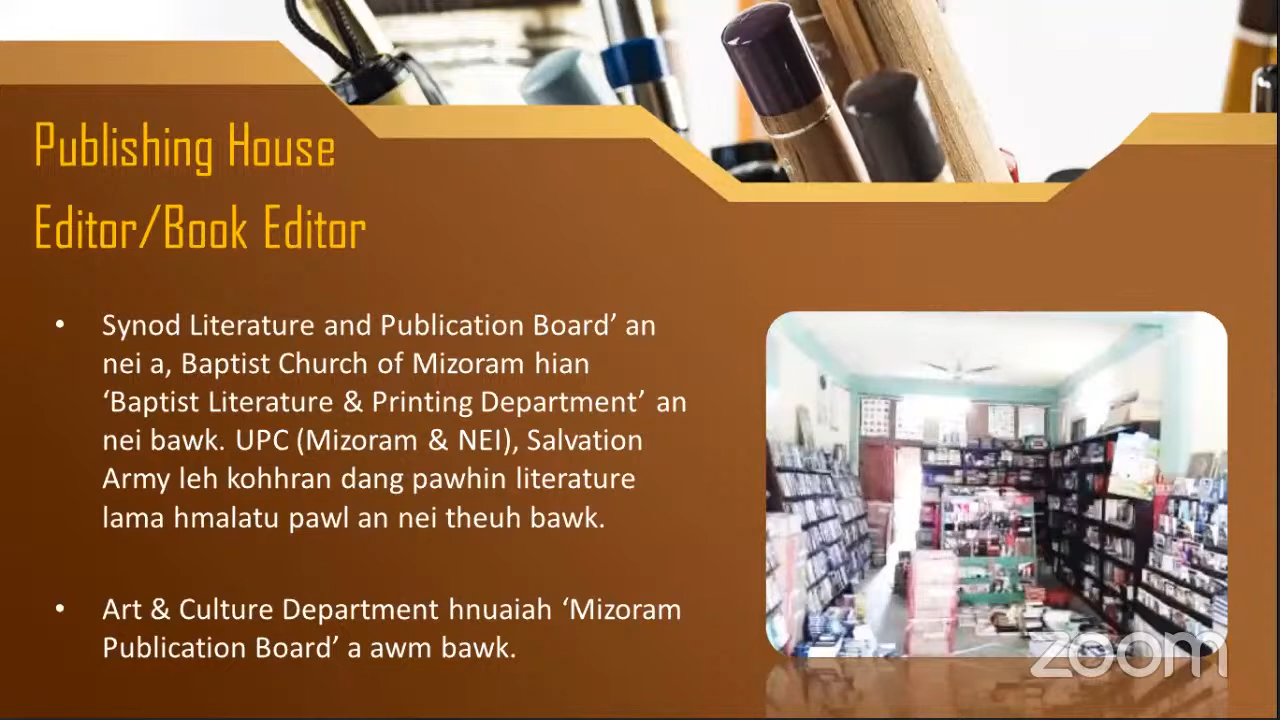 Publishing House
Editor/Book Editor
• Synod Literature and Publication Board’ an
nei a, Baptist Church of Mizoram hian
‘Baptist Literature & Printing Department’ an
nei bawk. UPC (Mizoram & NEI), Salvation
Army leh kohhran dang pawhin literature
lama hmalatu pawl an nei theuh bawk.
• Art & Culture Department hnuaiah ‘Mizoram
Publication Board’ a awm bawk.
zoom